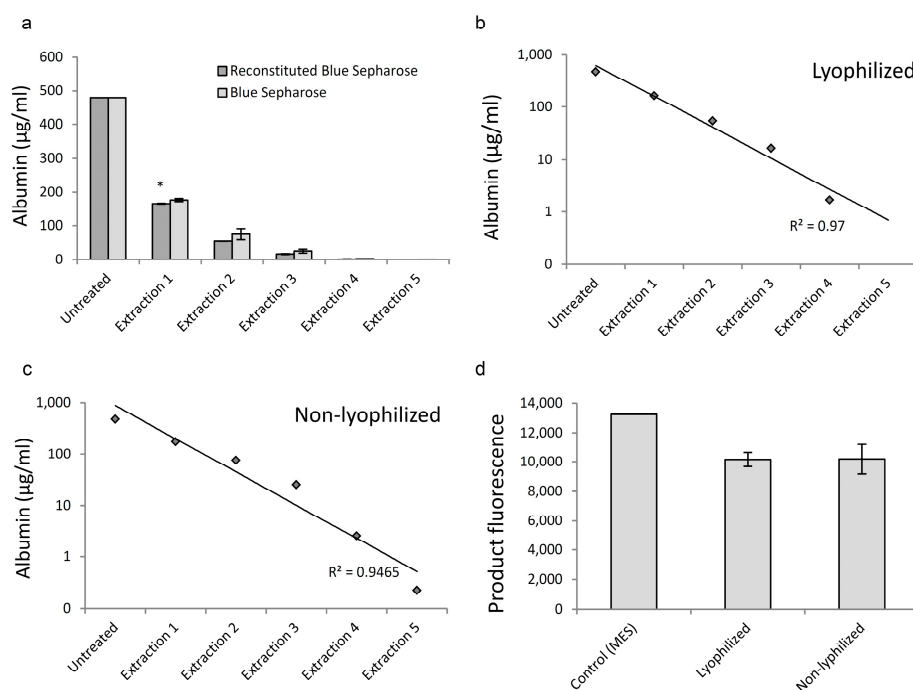 a
Albumin (µg/ml)
600
500
400
300
200
100
0
Reconstituted Blue Sepharose
Blue Sepharose
*
Untreated
Extraction 1
Extraction 2
Extraction 3
Extraction 4
Extraction 5
b
Albumin (µg/ml)
1,000
100
10
1
0
Lyophilized
R² = 0.97
Untreated
Extraction 1
Extraction 2
Extraction 3
Extraction 4
Extraction 5
c
Albumin (µg/ml)
1,000
100
10
1
0
Non-lyophilized
R² = 0.9465
Untreated
Extraction 1
Extraction 2
Extraction 3
Extraction 4
Extraction 5
d
Product fluorescence
14,000
12,000
10,000
8,000
6,000
4,000
2,000
0
Control (MES)
Lyophilized
Non-lyphilized